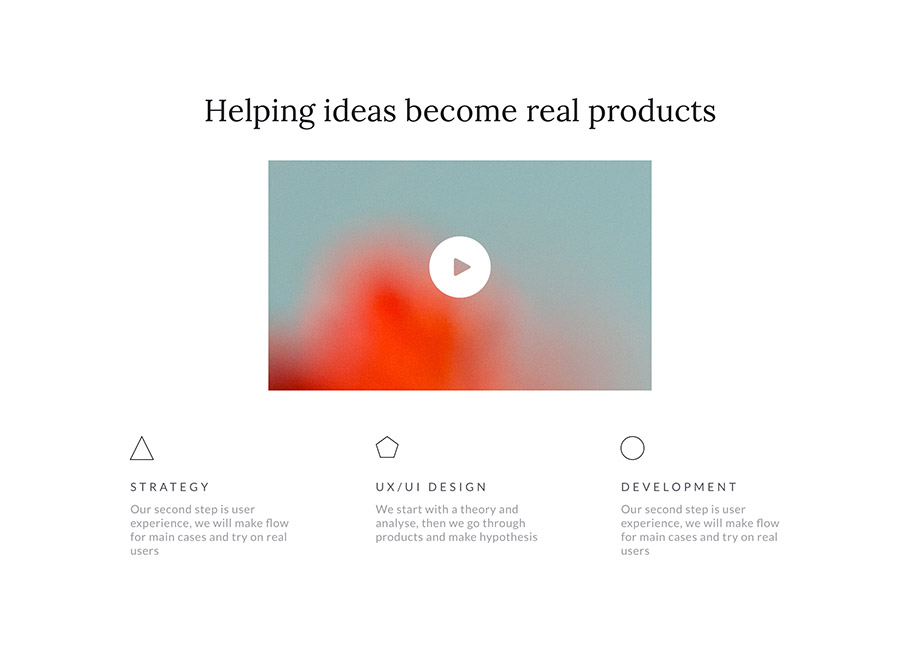 Helping ideas become real products
STRATEGY
Our second step is user
experience, we will make flow
for main cases and try on real
users
UX/UI DESIGN
We start with a theory and
analyse, then we go through
products and make hypothesis
DEVELOPMENT
Our second step is user
experience, we will make flow
for main cases and try on real
users